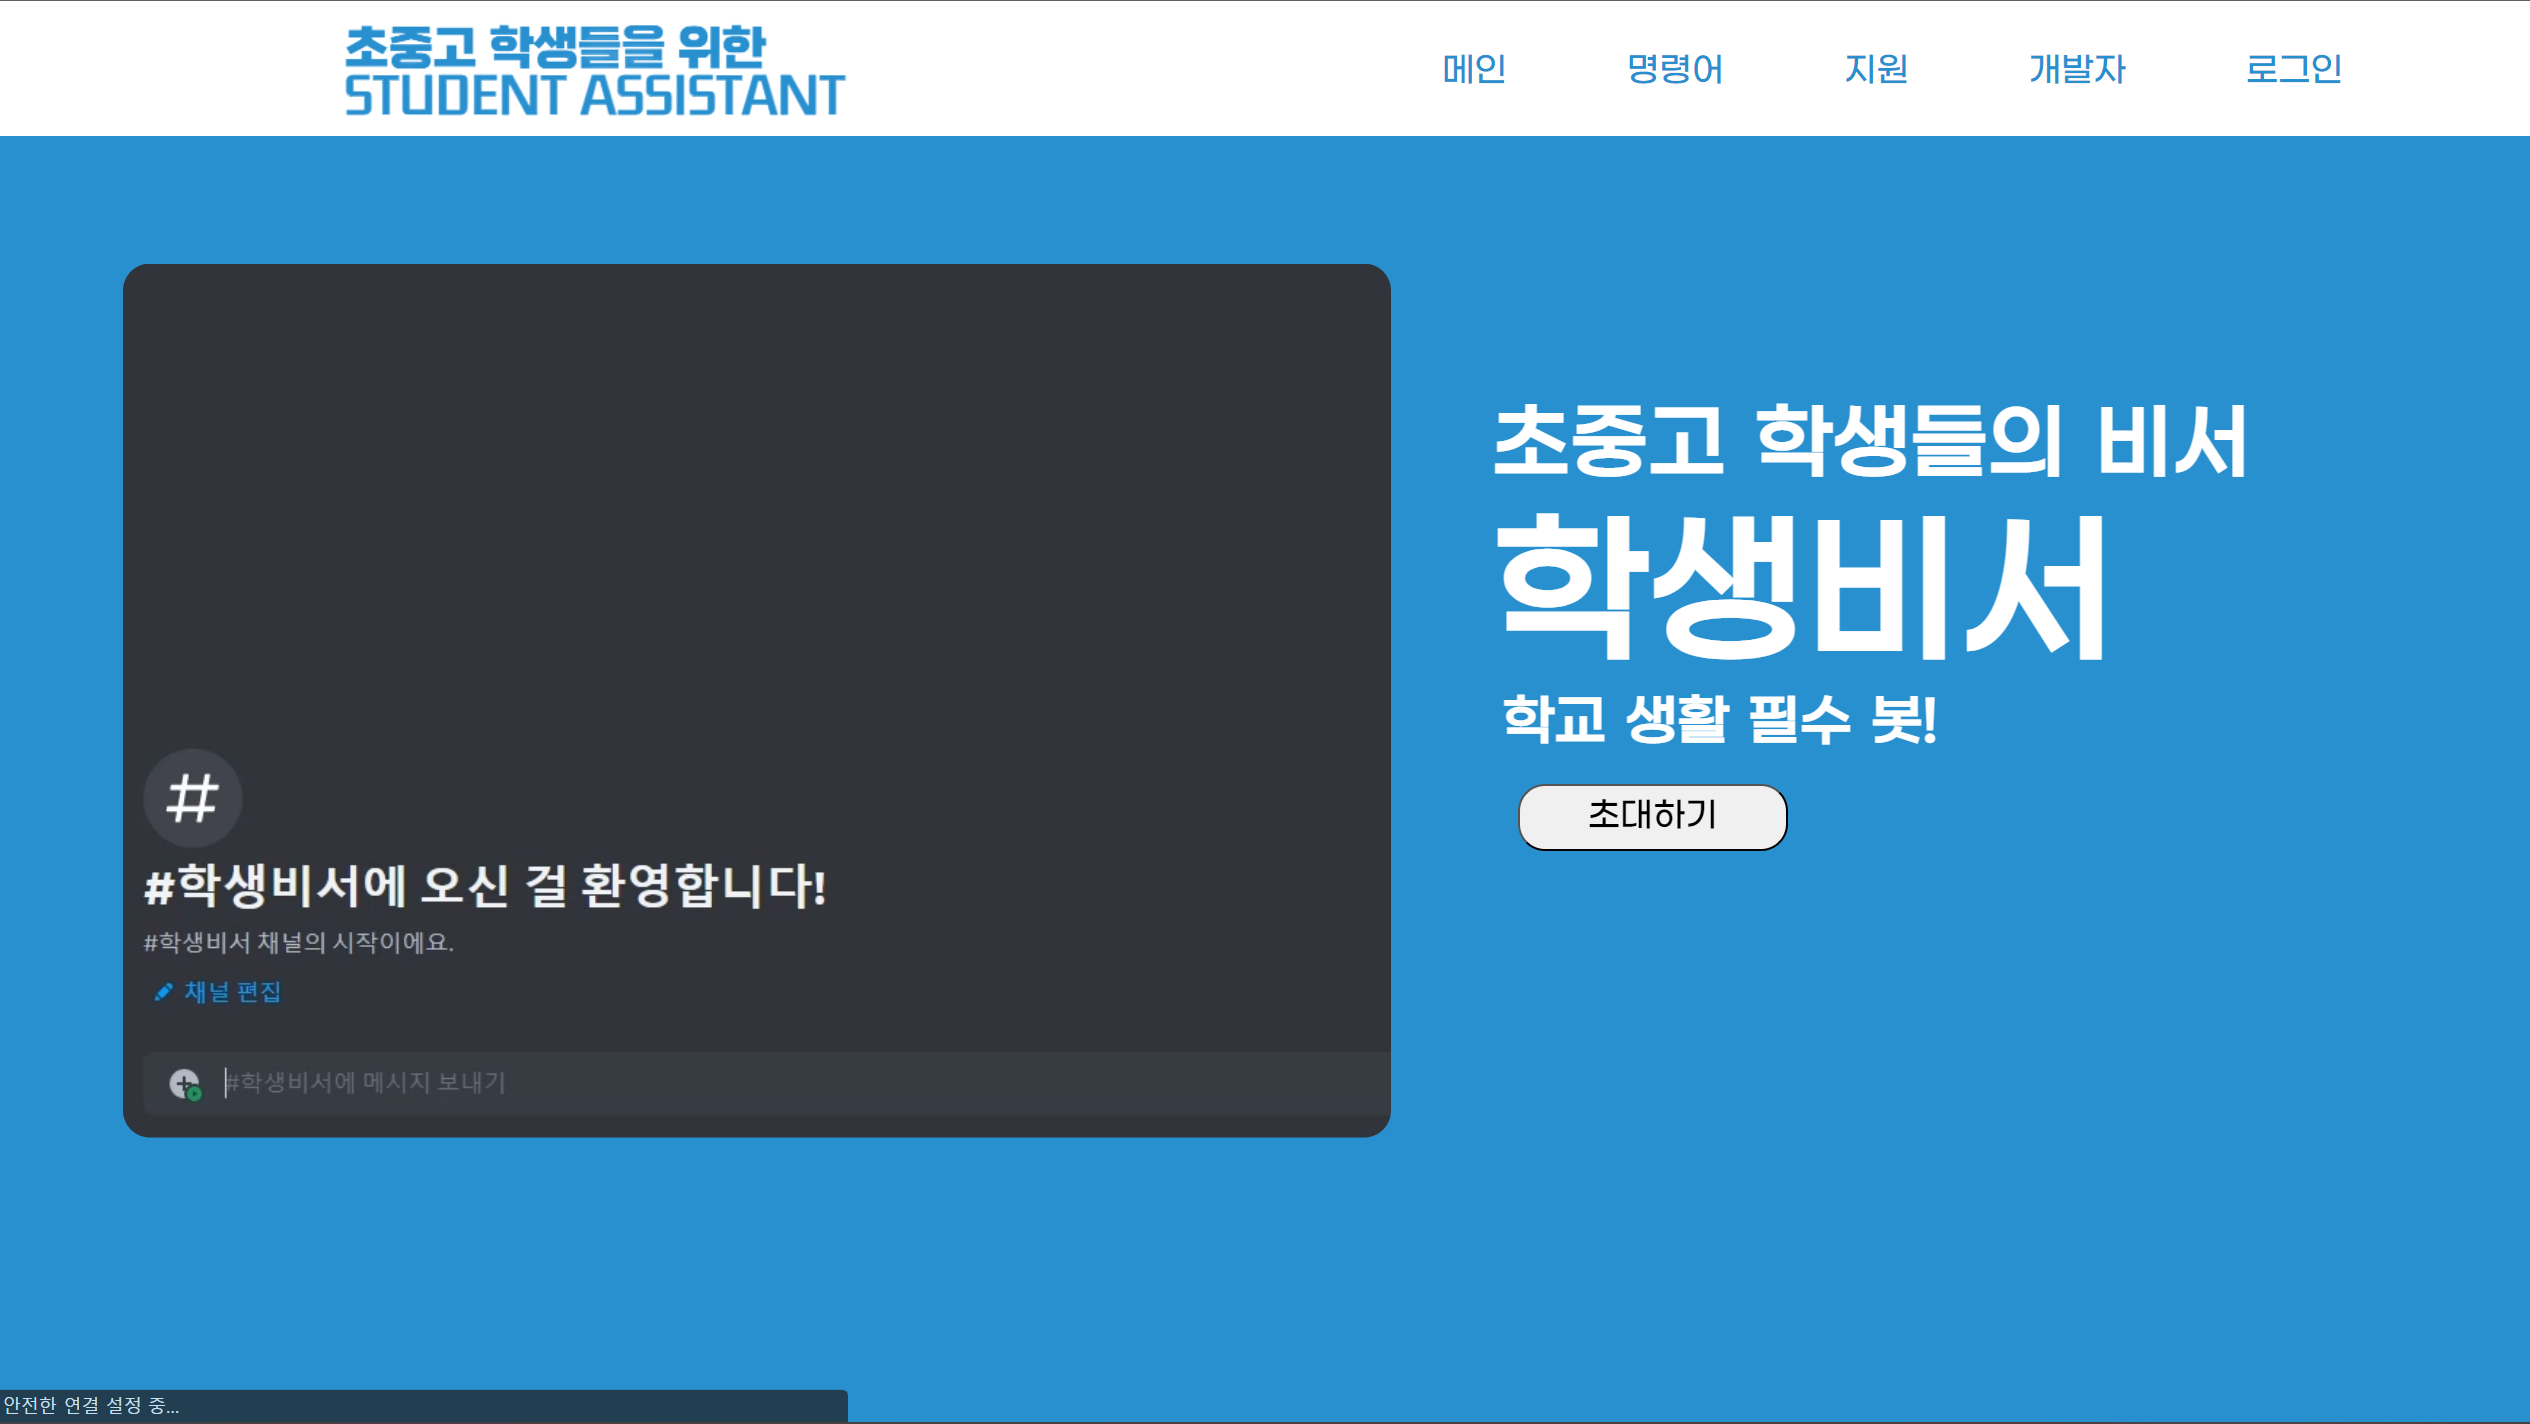 초중고 학생들을 위한
STUDENT ASSISTANT
메인 명령어 지원 개발자 로그인
초중고 학생들의 비서
학생비서
학교 생활 필수 봇!
초대하기
#
#학생비서에 오신 걸 환영합니다!
#학생비서 채널의 시작이에요.
채널 편집
#학생비서에 메시지 보내기
안전한 연결 설정 중...